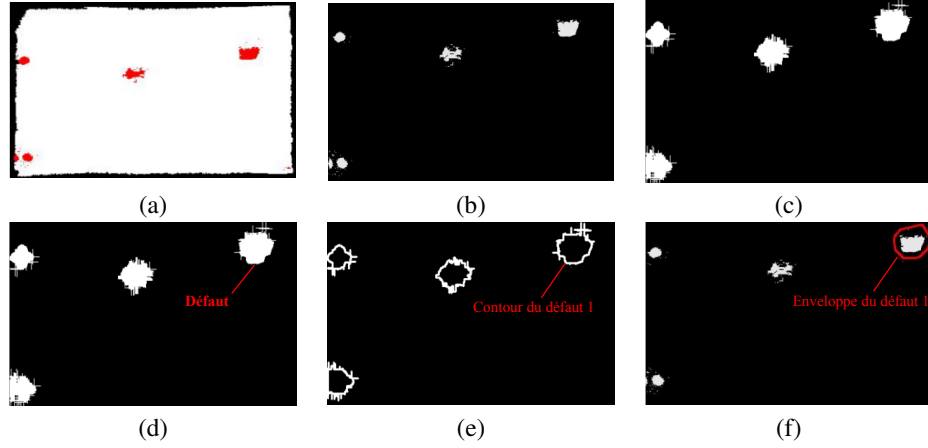 (a)
(b)
(c)
Défaut
Contour du défaut 1
Enveloppe du défaut 1
(d)
(e)
(f)